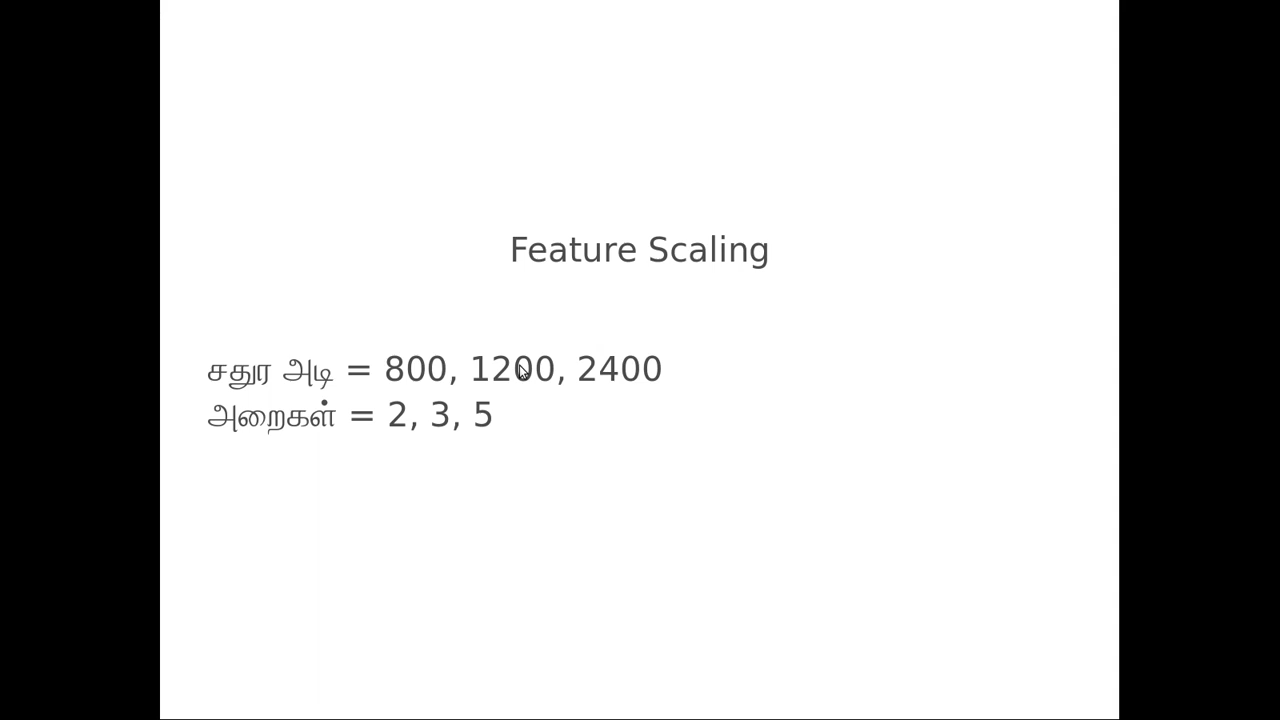 Feature Scaling
சதுர அடி = 800, 1200, 2400
அறைகள் = 2, 3, 5